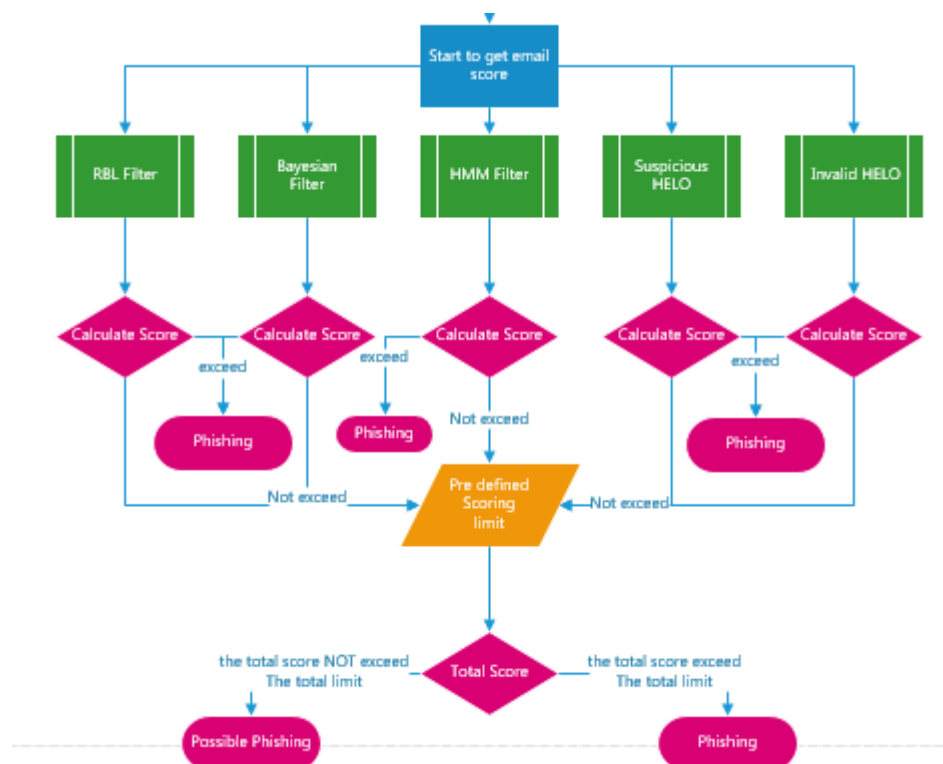 Start to get email
score
RBL Filter
Bayesian
Filter
HMM Filter
Suspicious
HELO
Invalid HELO
Calculate Score
Calculate Score
Calculate Score
Calculate Score
Calculate Score
exceed
exceed
exceed
Phishing
Phishing
Phishing
Not exceed
Not exceed
Not exceed
Pre defined
Scoring
limit
the total score NOT exceed
The total limit
Total Score
the total score exceed
The total limit
Possible Phishing
Phishing